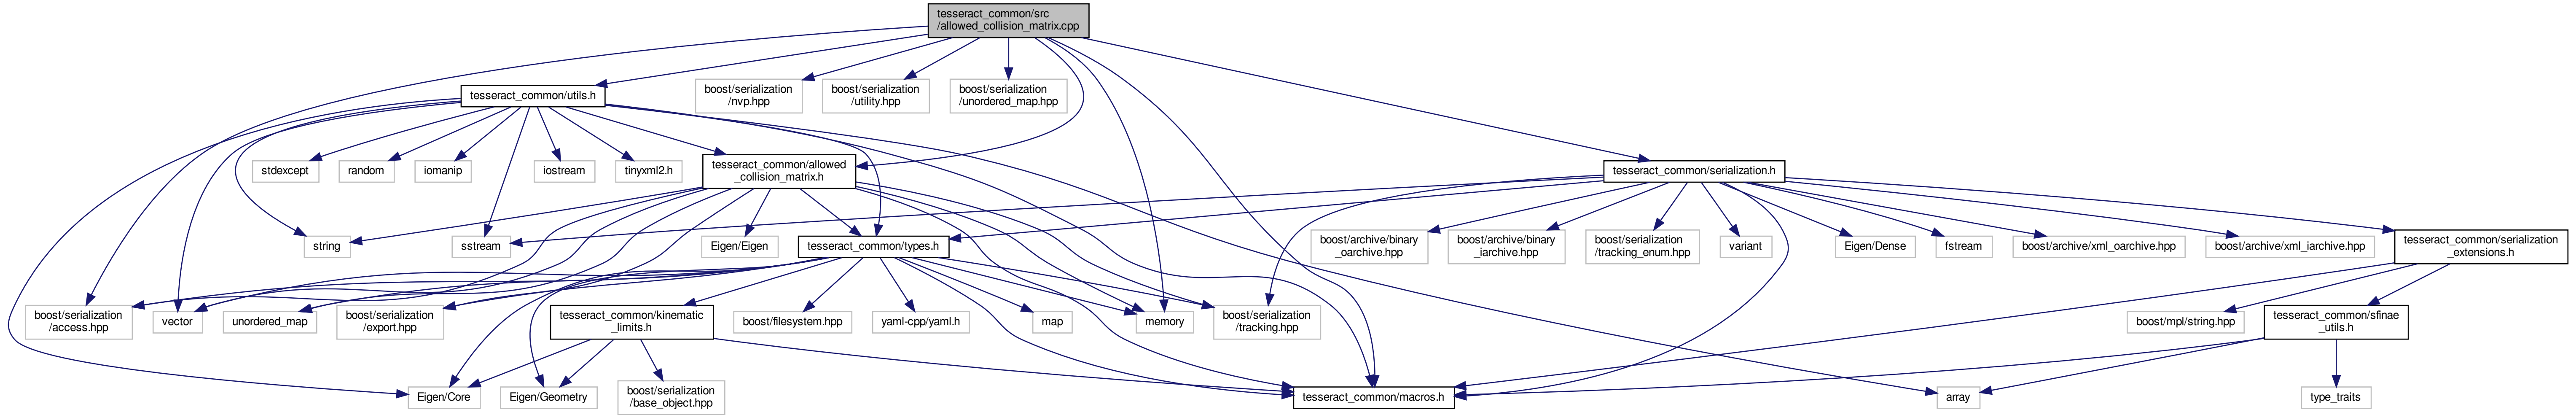 tesseract_common/src
/allowed_collision_matrix.cpp
tesseract_common/utils.h
boost/serialization
/nvp.hpp
boost/serialization
/utility.hpp
boost/serialization
/unordered_map.hpp
stdexcept
random
iomanip
iostream
tinyxml2.h
tesseract_common/allowed
_collision_matrix.h
tesseract_common/serialization.h
string
sstream
Eigen/Eigen
tesseract_common/types.h
boost/archive/binary
_oarchive.hpp
boost/archive/binary
_iarchive.hpp
boost/serialization
/tracking_enum.hpp
variant
Eigen/Dense
fstream
boost/archive/xml_oarchive.hpp
boost/archive/xml_iarchive.hpp
tesseract_common/serialization
_extensions.h
boost/serialization
/access.hpp
vector
unordered_map
boost/serialization
/export.hpp
tesseract_common/kinematic
_limits.h
boost/filesystem.hpp
yaml-cpp/yaml.h
map
memory
boost/serialization
/tracking.hpp
boost/mpl/string.hpp
tesseract_common/sfinae
_utils.h
Eigen/Core
Eigen/Geometry
boost/serialization
/base_object.hpp
tesseract_common/macros.h
array
type_traits